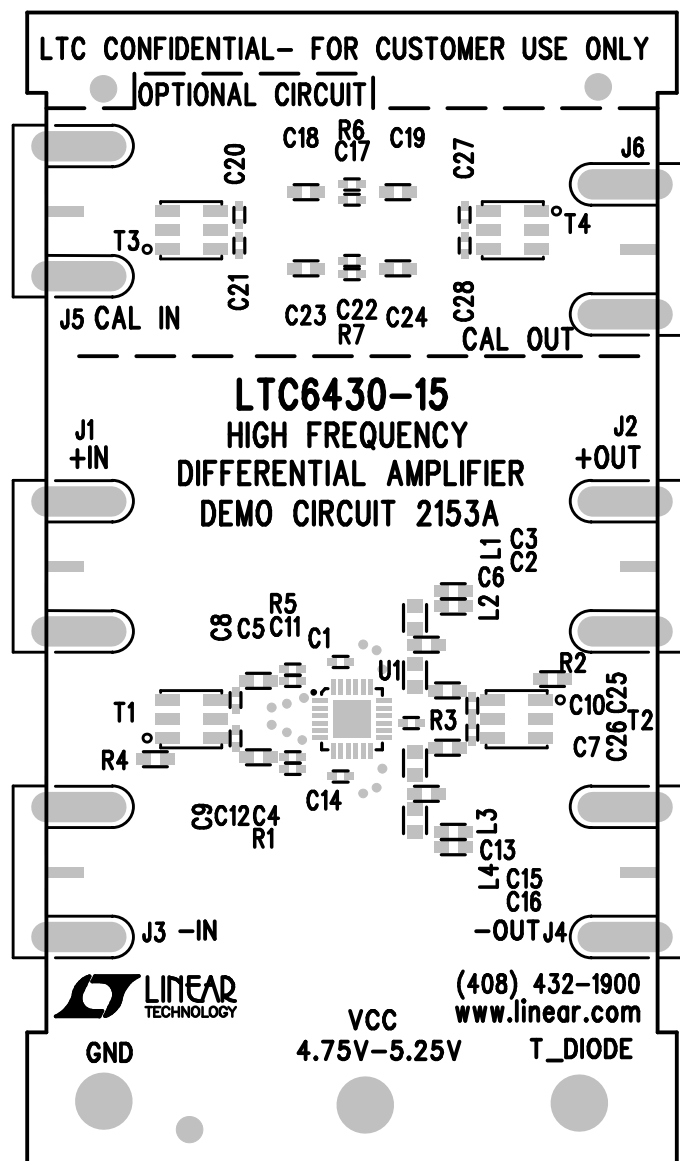 LTC CONFIDENTIAL- FOR CUSTOMER USE ONLY
OPTIONAL CIRCUIT
C18 R6 C19
C17
C20 C27
J6
T3 T4
C21 C28
C23 C22 C24
R7
J5 CAL IN
CAL OUT
LTC6430-15
HIGH FREQUENCY
DIFFERENTIAL AMPLIFIER
DEMO CIRCUIT 2153A
J1
+IN
J2
+OUT
L1 C3
C2
C6
L2
R5
C8 C5 C11 C1
U1
R2
T1
R3
C10 C25
C26 T2
C7
R4
C14
C9 C12 C4
R1
L3
C13
L4 C15
C16
J3 -IN
-OUT J4
LINEAR
TECHNOLOGY
(408) 432-1900
www.linear.com
VCC
GND
4.75V-5.25V
T_DIODE